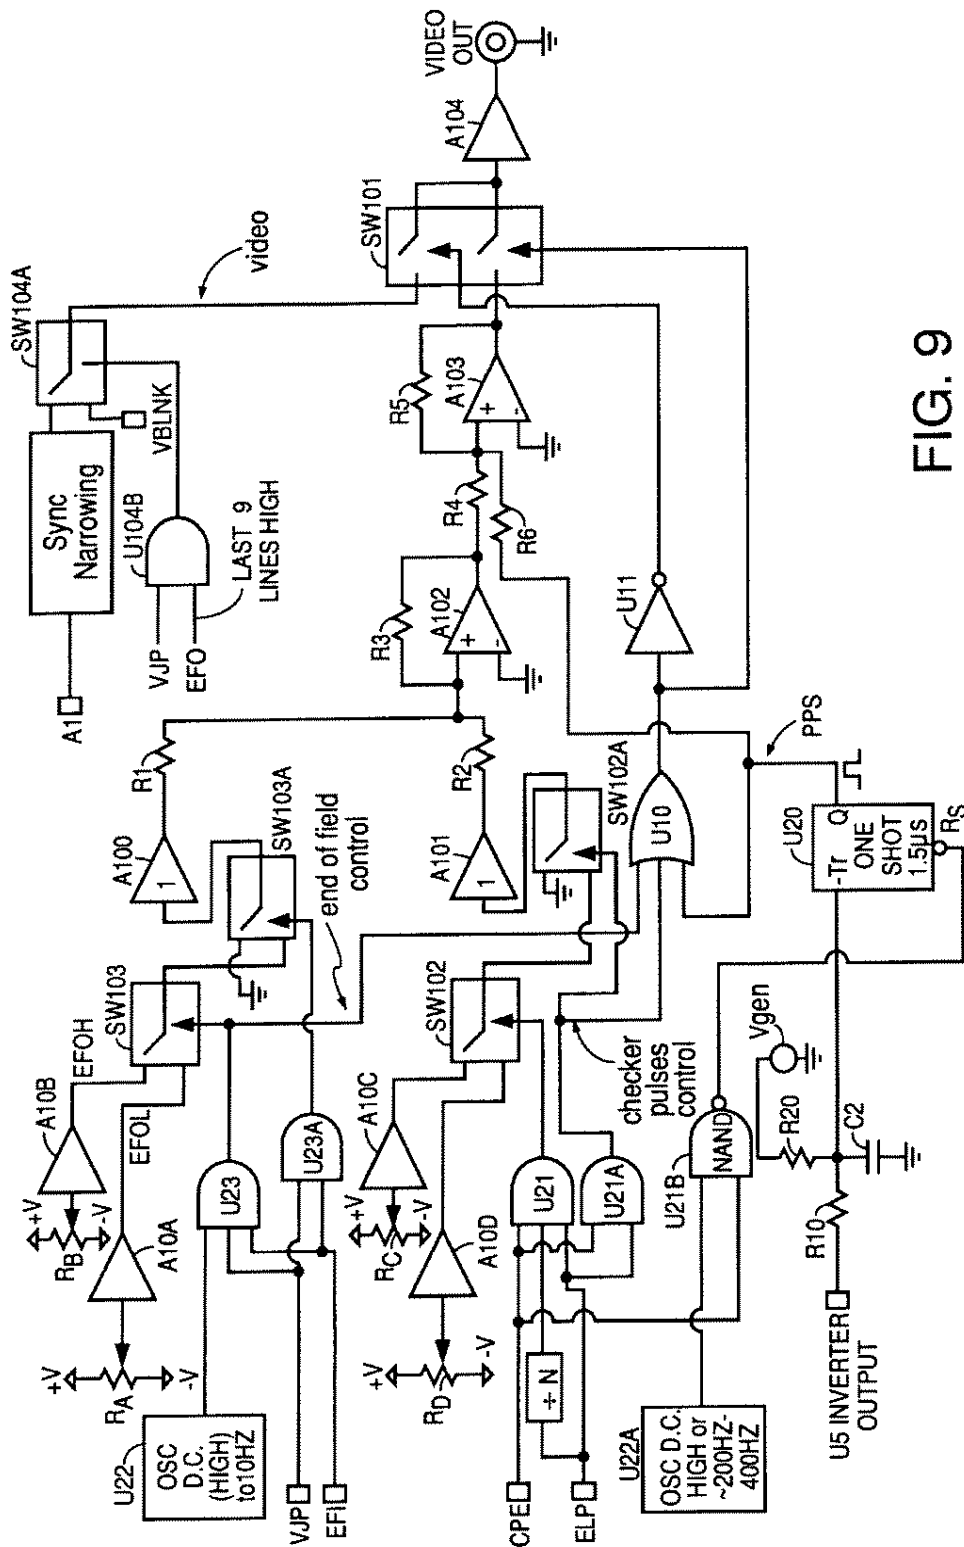 A1
Sync
Narrowing
SW104A
VJP
EFO
U104B
VBLNK
LAST 9
LINES HIGH
video
+V
RA
-V
A10A
EFOL
+V
RB
-V
A10B
EFOH
SW103
U22
OSC
D.C.
(HIGH)
to10HZ
VJP
EFI
U23
U23A
SW103A
A100
1
R1
end of field
control
R3
A102
+
-
R4
R5
R6
A103
+
-
SW101
A104
VIDEO
OUT
+V
RD
-V
A10D
+V
RC
-V
A10C
SW102
A101
1
R2
SW102A
CPE
ELP
÷ N
U21
U21A
checker
pulses
control
U10
U11
U22A
OSC D.C.
HIGH or
~200HZ-
400HZ
U21B
NAND
Vgen
R20
C2
R10
U5 INVERTER
OUTPUT
U20
-Tr
Q
ONE
SHOT
1.5µs
RS
PPS
FIG. 9